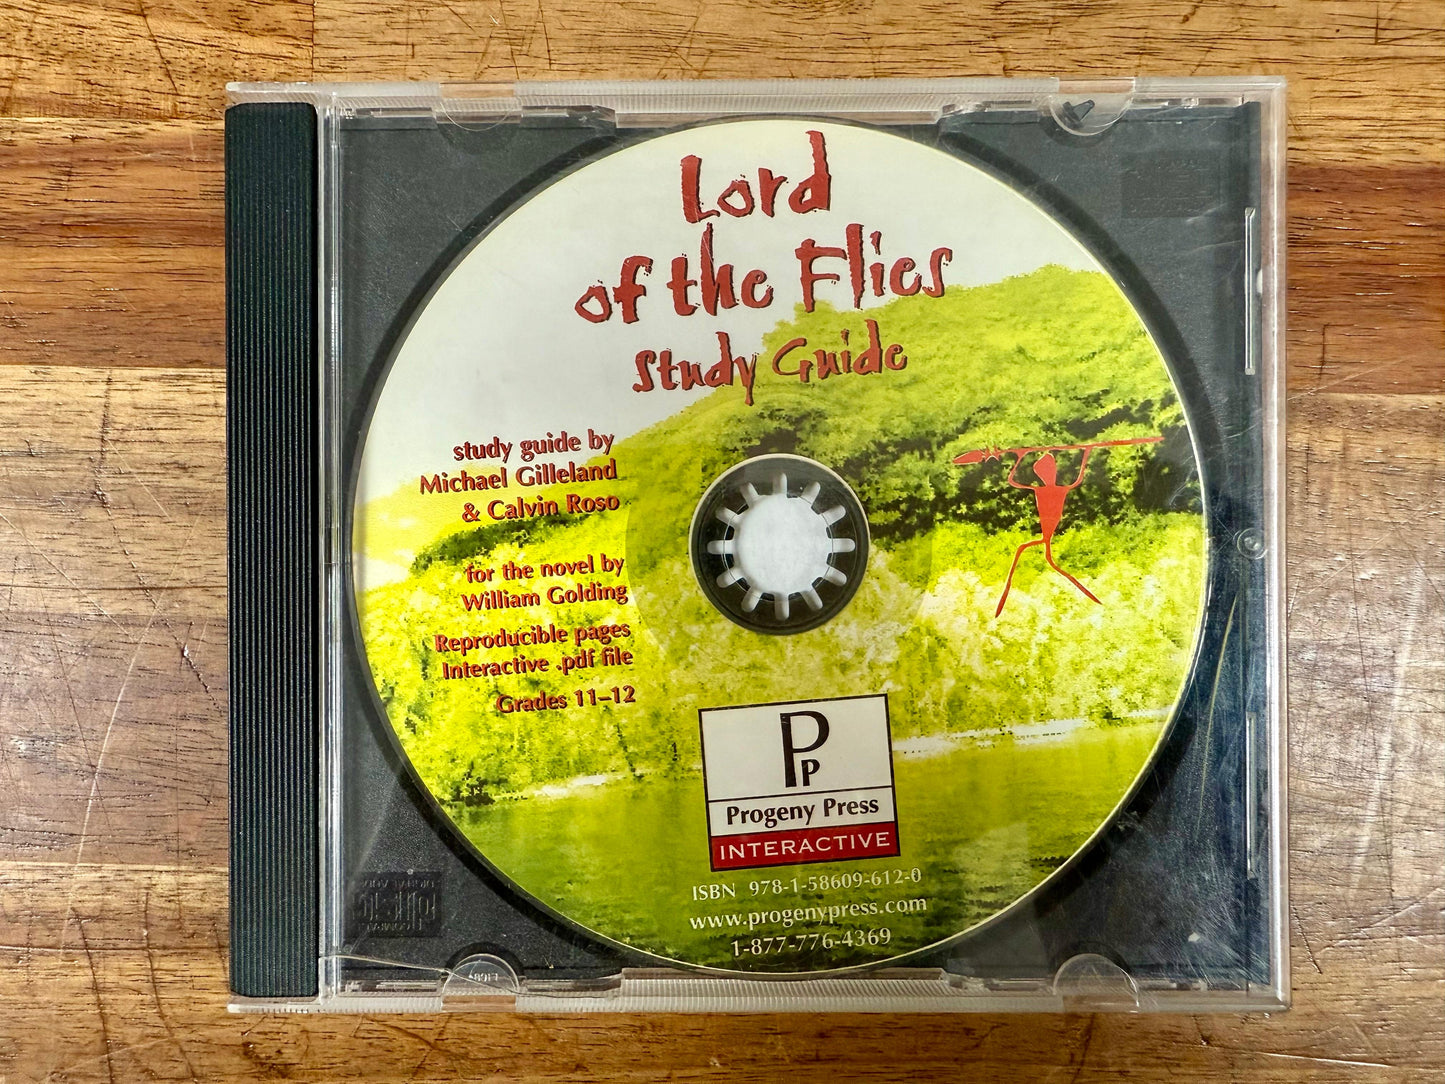 Lord
of the Flies
Study Guide
study guide by
Michael Gilleland
& Calvin Roso
for the novel by
William Golding
Reproducible pages
Interactive .pdf file
Grades 11–12
PP
Progeny Press
INTERACTIVE
ISBN 978-1-58609-612-0
www.progenypress.com
1-877-776-4369